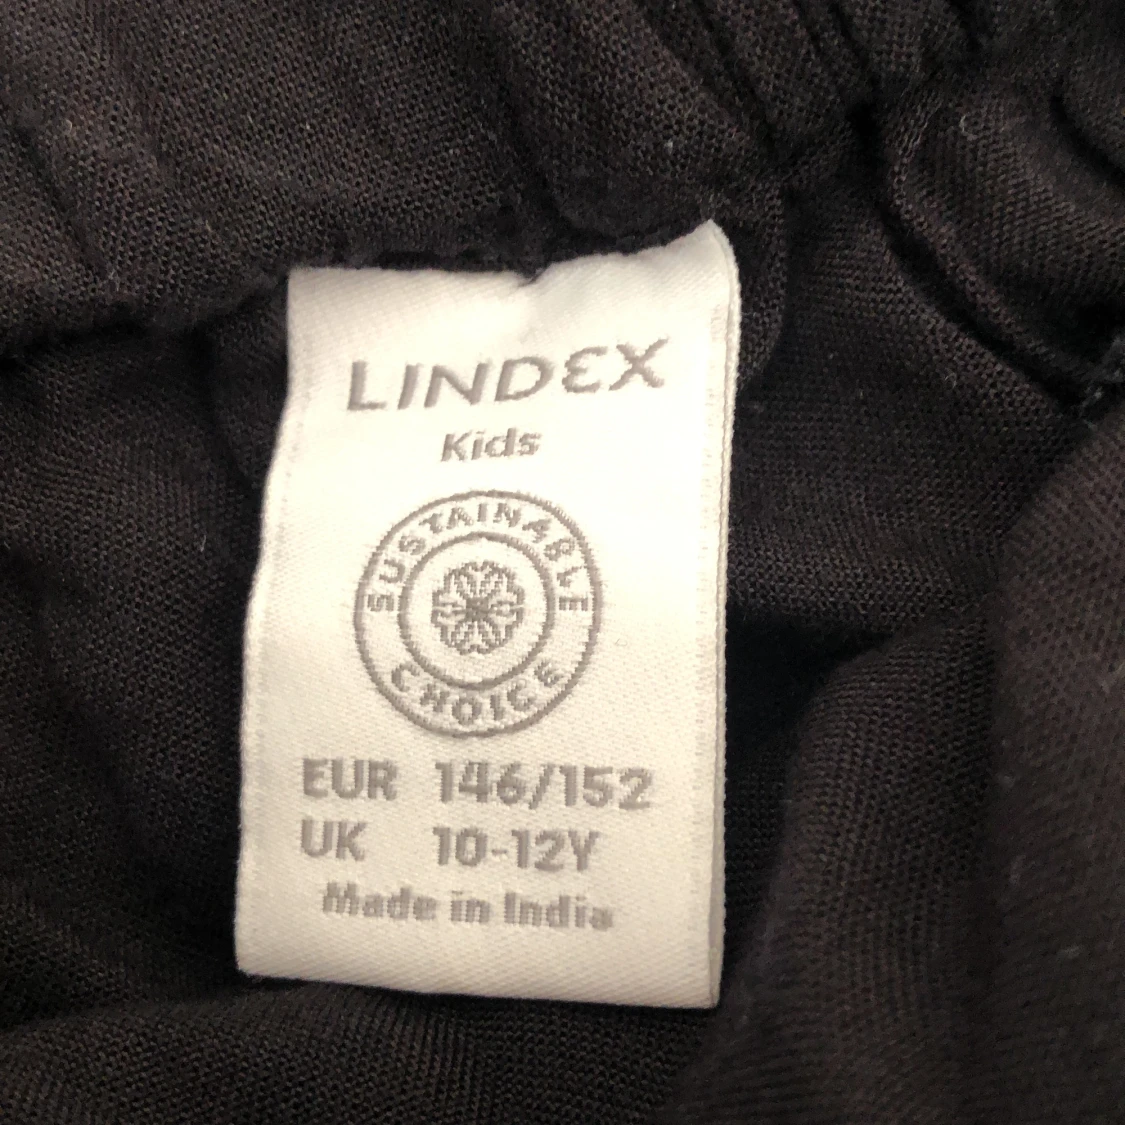 LINDEX
Kids
SUSTAINABLE
CHOICE
EUR 146/152
UK 10-12Y
Made in India